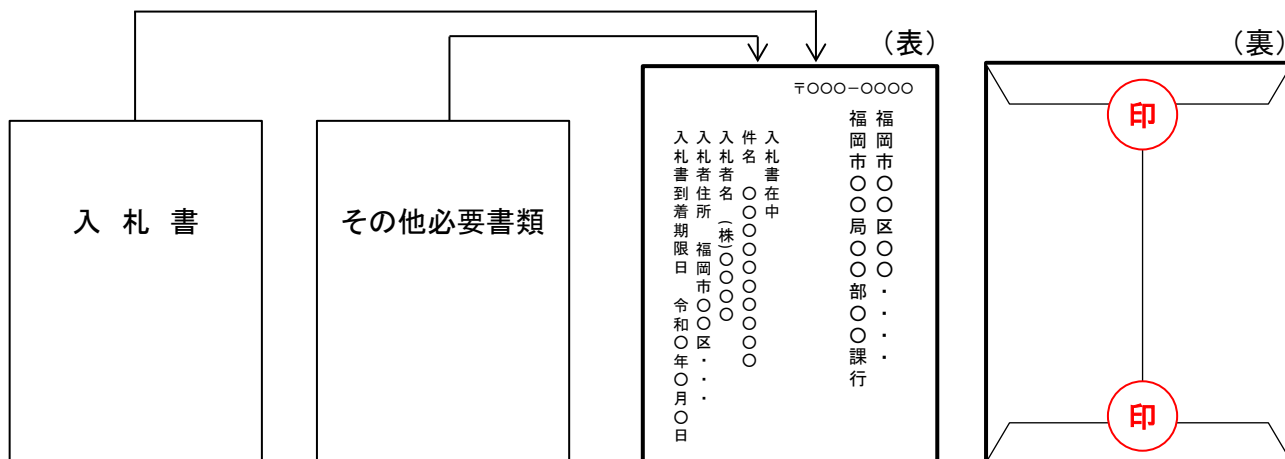 （表）
（裏）
入 札 書
その他必要書類
〒○○○－○○○○
福岡市○○区○○・・・・
福岡市○○局○○部○○課行
入札書在中
件名　○○○○○○○○○○
入札者名　(株)○○○○
入札者住所　福岡市○○区・・・
入札書到着期限日　令和○年○月○日
印
印